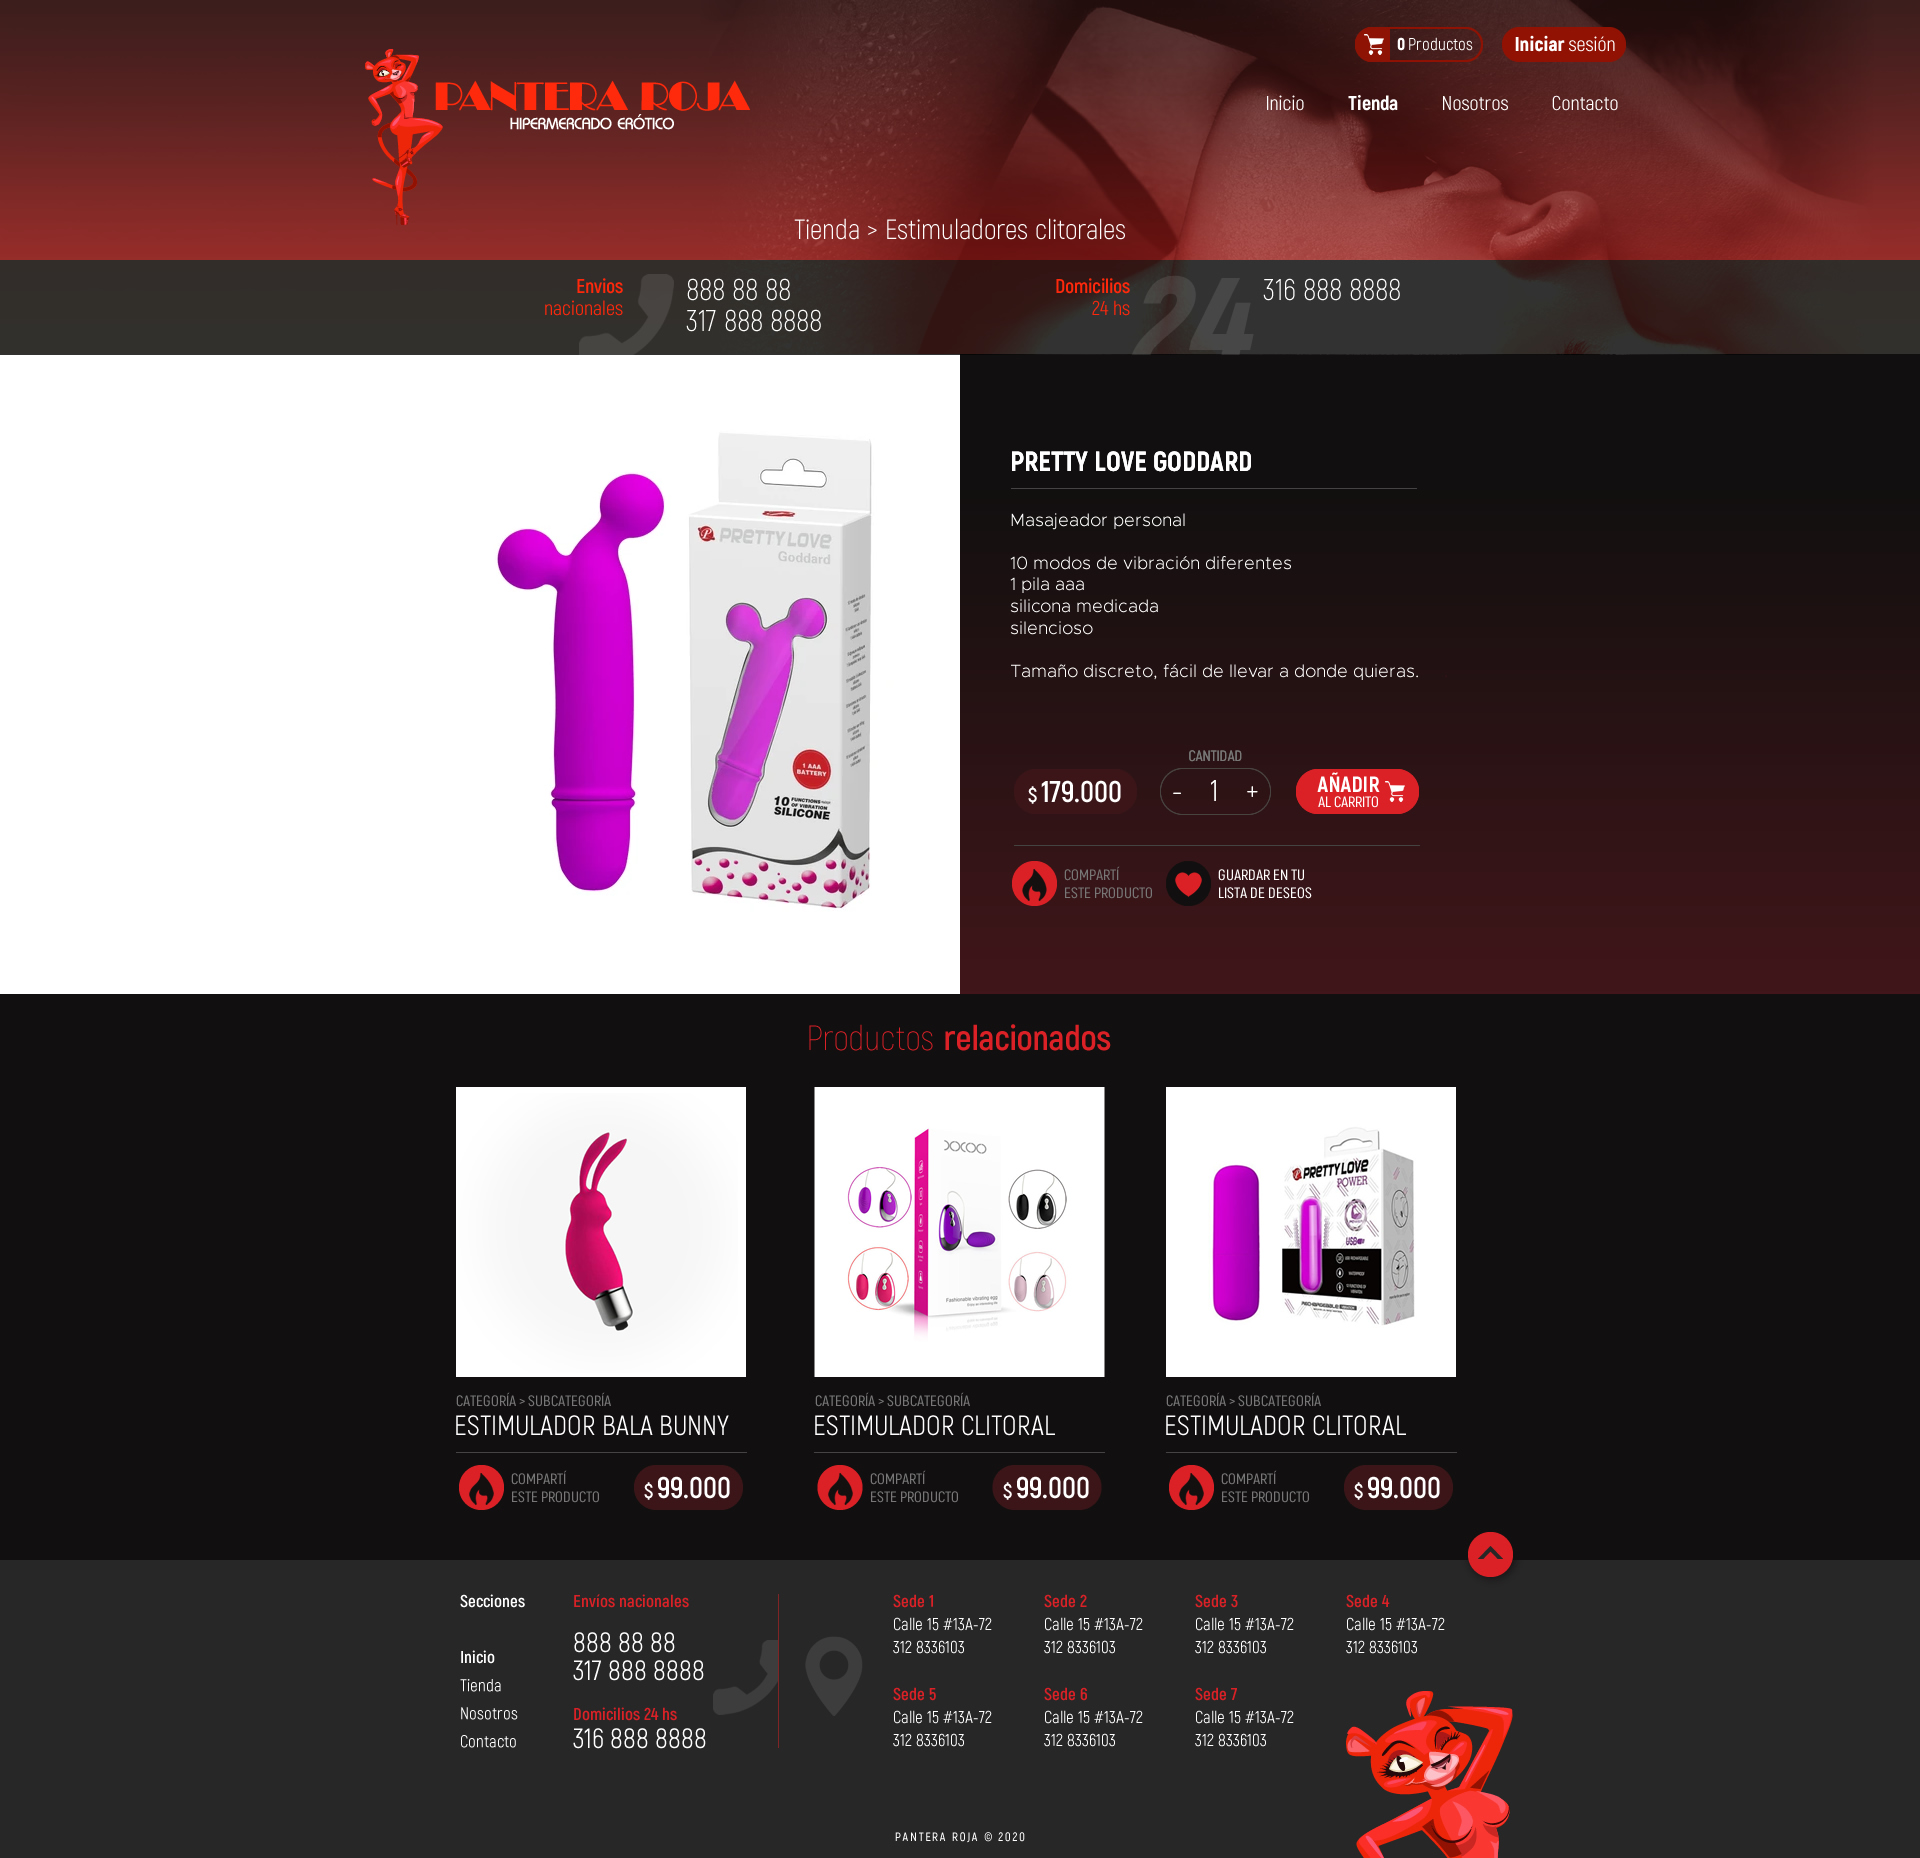 0 Productos
Iniciar sesión
PANTERA ROJA
HIPERMERCADO ERÓTICO
Inicio
Tienda
Nosotros
Contacto
Tienda > Estimuladores clitorales
Envios
nacionales
888 88 88
317 888 8888
Domicilios
24 hs
24
316 888 8888
PRETTY LOVE
Goddard
1 AAA
BATTERY
10 FUNCTIONS
OF VIBRATION
SILICONE
PRETTY LOVE GODDARD
Masajeador personal
10 modos de vibración diferentes
1 pila aaa
silicona medicada
silencioso
Tamaño discreto, fácil de llevar a donde quieras.
CANTIDAD
$ 179.000
- 1 +
AÑADIR
AL CARRITO
COMPARTÍ
ESTE PRODUCTO
GUARDAR EN TU
LISTA DE DESEOS
Productos relacionados
Fashionable vibrating egg
PRETTY LOVE
POWER
USB
CATEGORÍA > SUBCATEGORÍA
ESTIMULADOR BALA BUNNY
COMPARTÍ
ESTE PRODUCTO
$ 99.000
CATEGORÍA > SUBCATEGORÍA
ESTIMULADOR CLITORAL
COMPARTÍ
ESTE PRODUCTO
$ 99.000
CATEGORÍA > SUBCATEGORÍA
ESTIMULADOR CLITORAL
COMPARTÍ
ESTE PRODUCTO
$ 99.000
Secciones
Inicio
Tienda
Nosotros
Contacto
Envíos nacionales
888 88 88
317 888 8888
Domicilios 24 hs
316 888 8888
Sede 1
Calle 15 #13A-72
312 8336103
Sede 2
Calle 15 #13A-72
312 8336103
Sede 3
Calle 15 #13A-72
312 8336103
Sede 4
Calle 15 #13A-72
312 8336103
Sede 5
Calle 15 #13A-72
312 8336103
Sede 6
Calle 15 #13A-72
312 8336103
Sede 7
Calle 15 #13A-72
312 8336103
PANTERA ROJA © 2020